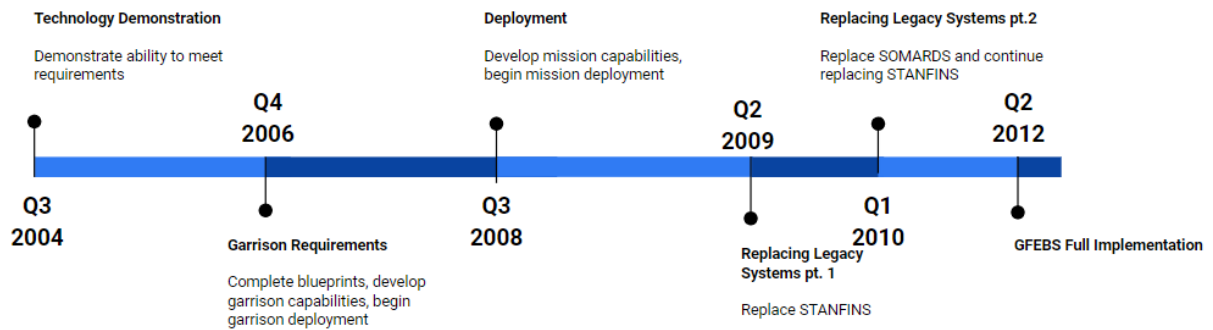 Technology Demonstration
Demonstrate ability to meet
requirements
Q3
2004
Q4
2006
Garrison Requirements
Complete blueprints, develop
garrison capabilities, begin
garrison deployment
Deployment
Develop mission capabilities,
begin mission deployment
Q3
2008
Q2
2009
Replacing Legacy
Systems pt. 1
Replace STANFINS
Replacing Legacy Systems pt.2
Replace SOMARDS and continue
replacing STANFINS
Q1
2010
Q2
2012
GFEBS Full Implementation